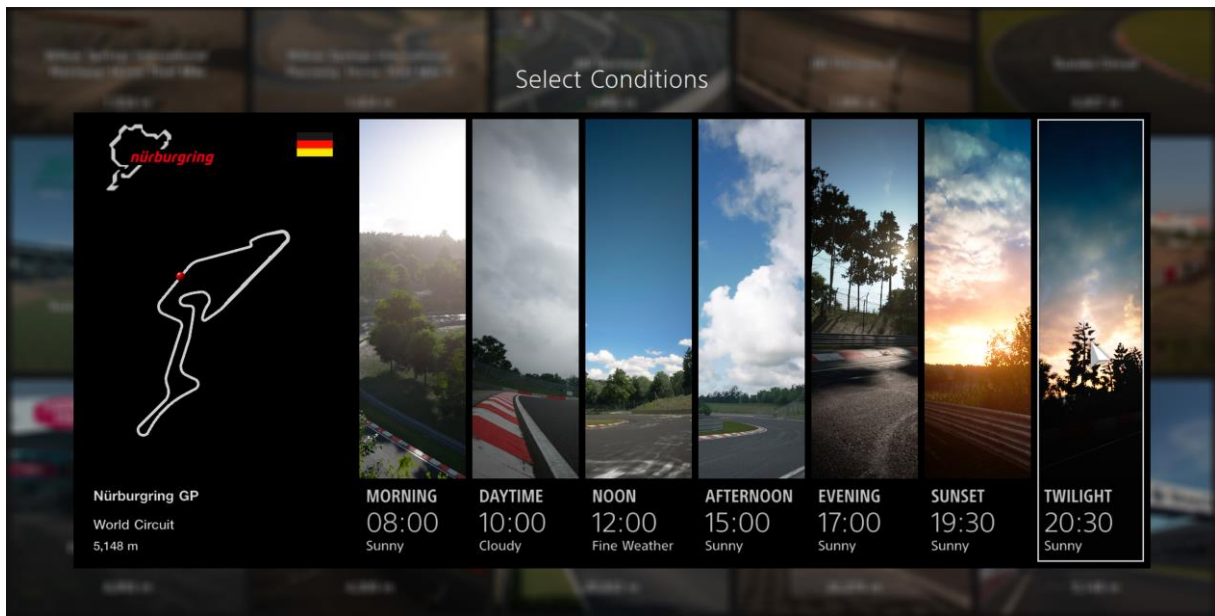 Select Conditions
nürburgring
Nürburgring GP
World Circuit
5,148 m
MORNING
08:00
Sunny
DAYTIME
10:00
Cloudy
NOON
12:00
Fine Weather
AFTERNOON
15:00
Sunny
EVENING
17:00
Sunny
SUNSET
19:30
Sunny
TWILIGHT
20:30
Sunny